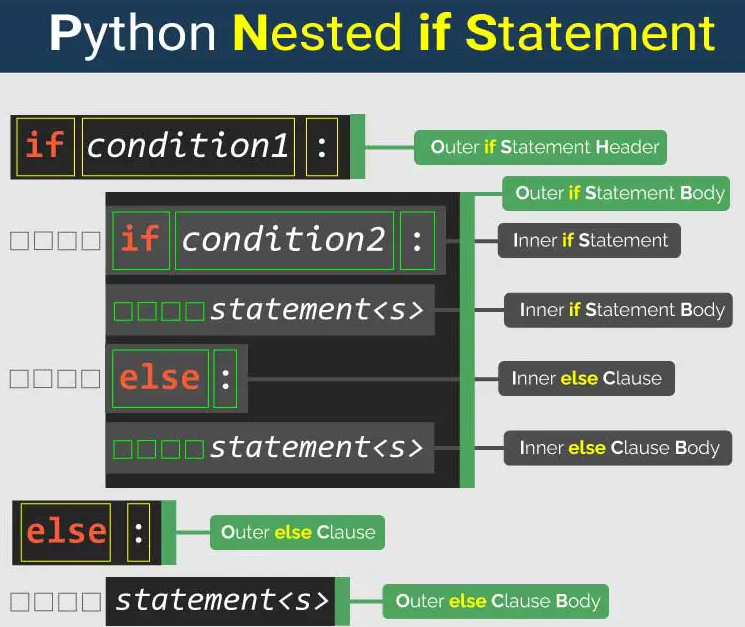 Python Nested if Statement
if condition1 :
Outer if Statement Header
Outer if Statement Body
if condition2 :
Inner if Statement
statement<s>
Inner if Statement Body
else :
Inner else Clause
statement<s>
Inner else Clause Body
else :
Outer else Clause
statement<s>
Outer else Clause Body